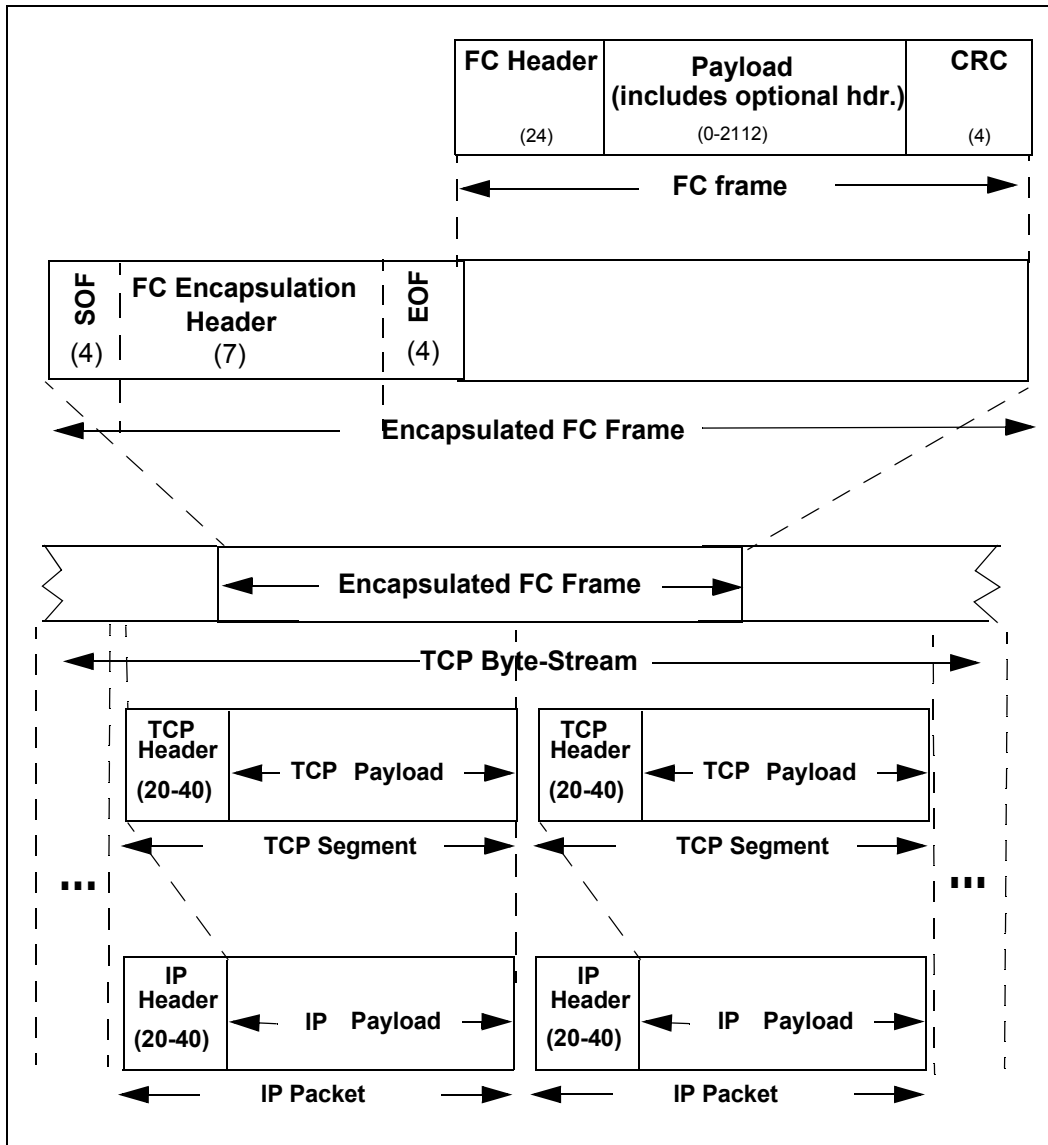 FC Header
Payload
(includes optional hdr.)
CRC
(24)
(0-2112)
(4)
FC frame
SOF
(4)
FC Encapsulation
Header
(7)
EOF
(4)
Encapsulated FC Frame
Encapsulated FC Frame
TCP Byte-Stream
TCP
Header
(20-40)
TCP Payload
TCP
Header
(20-40)
TCP Payload
TCP Segment
TCP Segment
...
...
IP
Header
(20-40)
IP Payload
IP
Header
(20-40)
IP Payload
IP Packet
IP Packet